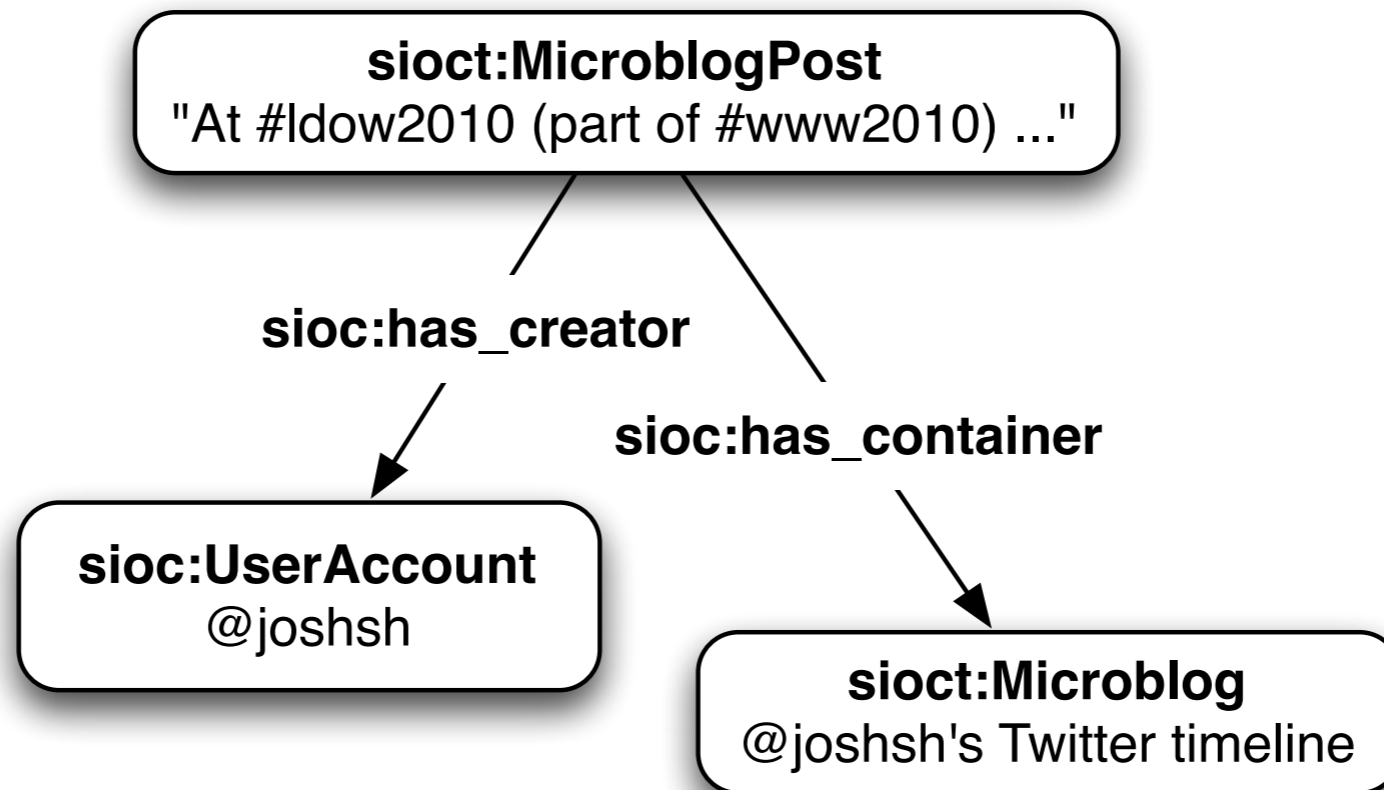 sioct:MicroblogPost
"At #ldow2010 (part of #www2010) ..."
sioc:has_creator
sioc:has_container
sioc:UserAccount
@joshsh
sioct:Microblog
@joshsh's Twitter timeline